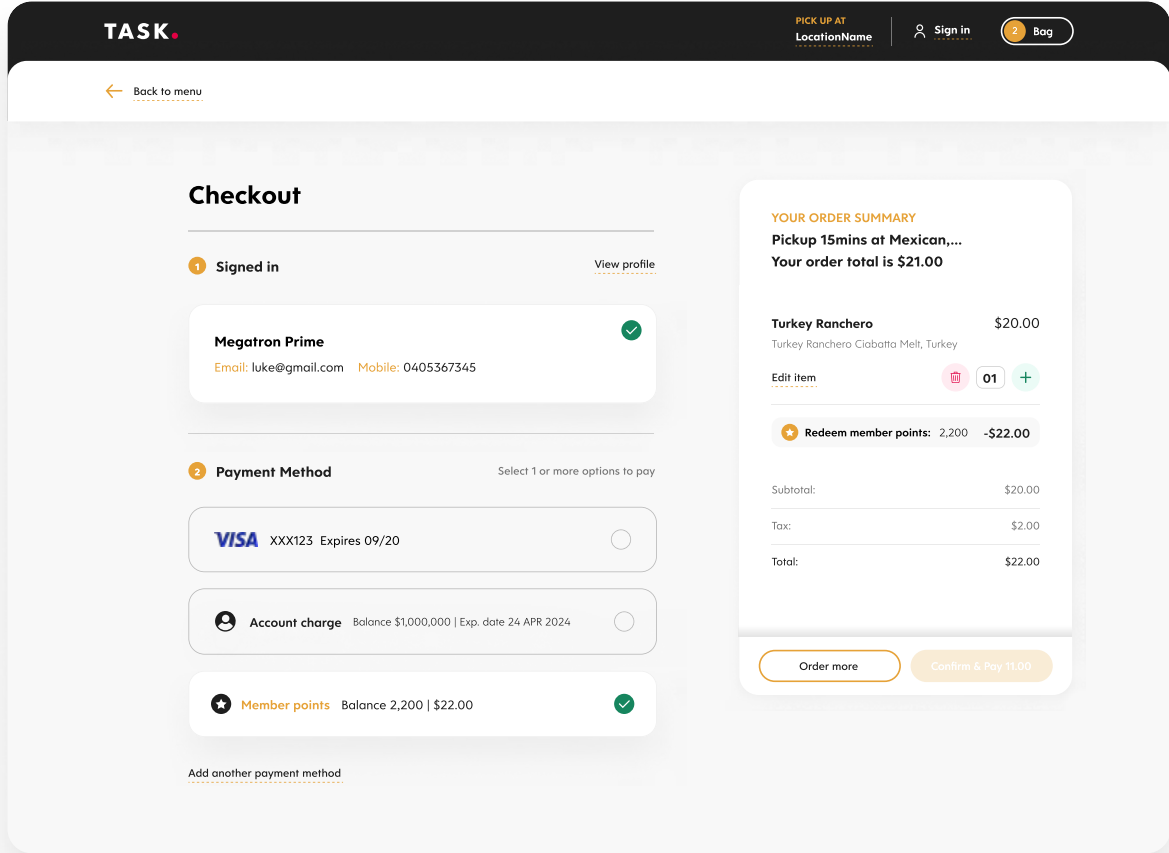 TASK.
PICK UP AT
LocationName
Sign in
2 Bag
Back to menu
Checkout
1 Signed in
View profile
Megatron Prime
Email: luke@gmail.com Mobile: 0405367345
2 Payment Method
Select 1 or more options to pay
VISA XXX123 Expires 09/20
Account charge Balance $1,000,000 | Exp. date 24 APR 2024
Member points Balance 2,200 | $22.00
Add another payment method
YOUR ORDER SUMMARY
Pickup 15mins at Mexican,...
Your order total is $21.00
Turkey Ranchero $20.00
Turkey Ranchero Ciabatta Melt, Turkey
Edit item 01
Redeem member points: 2,200 -$22.00
Subtotal: $20.00
Tax: $2.00
Total: $22.00
Order more
Confirm & Pay 11.00